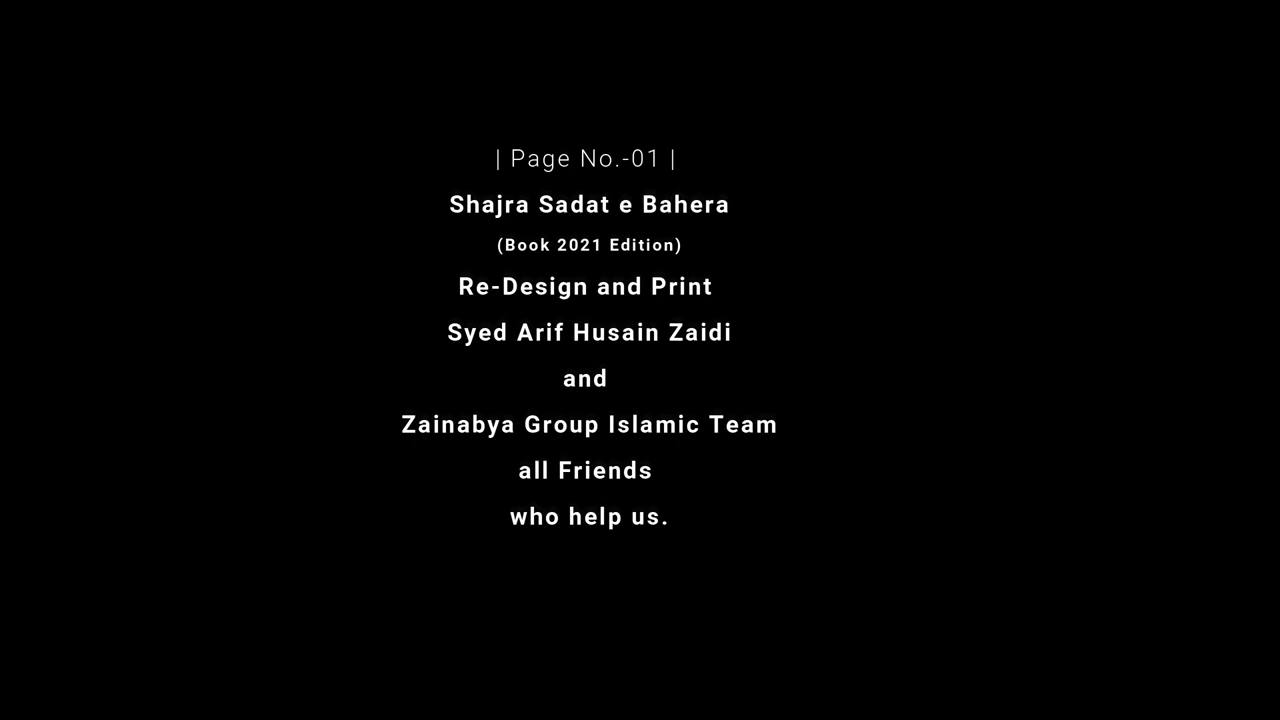 | Page No.-01 |
Shajra Sadat e Bahera
(Book 2021 Edition)
Re-Design and Print
Syed Arif Husain Zaidi
and
Zainabya Group Islamic Team
all Friends
who help us.